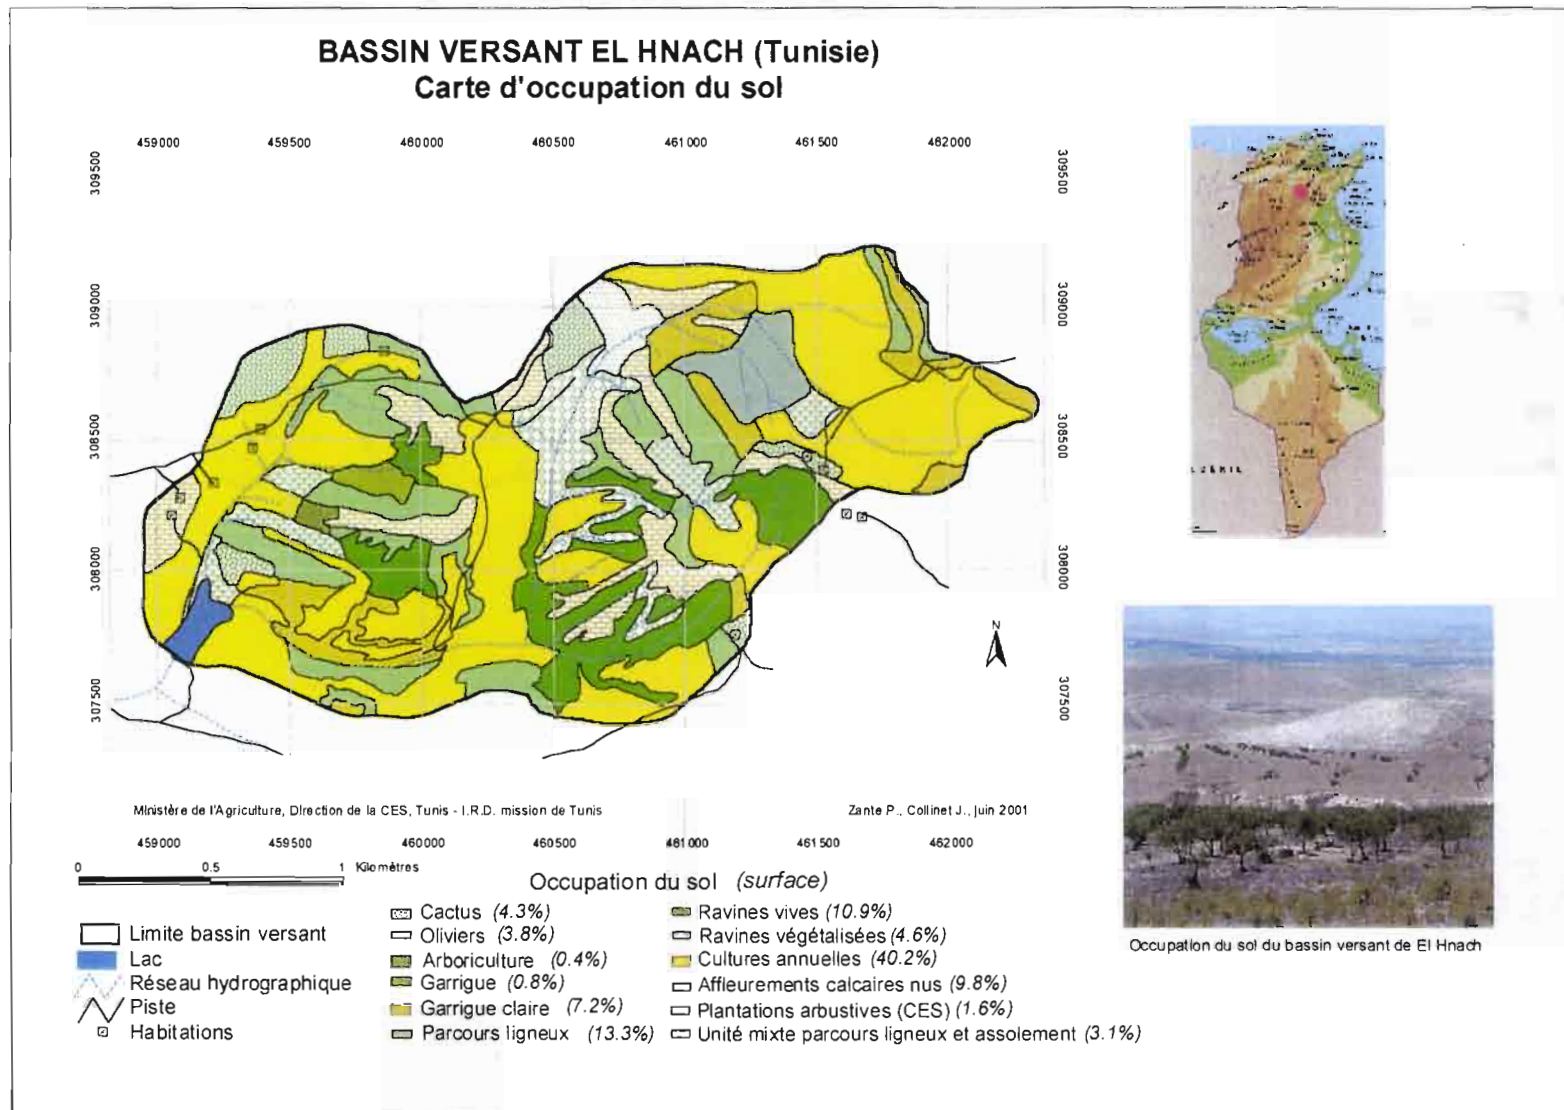 BASSIN VERSANT EL HNACH (Tunisie)
Carte d'occupation du sol
459000 459500 460000 460500 461000 461500 462000
309500 309500
309000 309000
308500 308500
308000 308000
307500 307500
N
Ministère de l'Agriculture, Direction de la CES, Tunis - I.R.D. mission de Tunis
Zante P., Collinet J., juin 2001
459000 459500 460000 460500 461000 461500 462000
0 0.5 1 Kilomètres
Limite bassin versant
Lac
Réseau hydrographique
Piste
Habitations
Occupation du sol (surface)
Cactus (4.3%)
Oliviers (3.8%)
Arboriculture (0.4%)
Garrigue (0.8%)
Garrigue claire (7.2%)
Parcours ligneux (13.3%)
Ravines vives (10.9%)
Ravines végétalisées (4.6%)
Cultures annuelles (40.2%)
Affleurements calcaires nus (9.8%)
Plantations arbustives (CES) (1.6%)
Unité mixte parcours ligneux et assolement (3.1%)
Occupation du sol du bassin versant de El Hnach